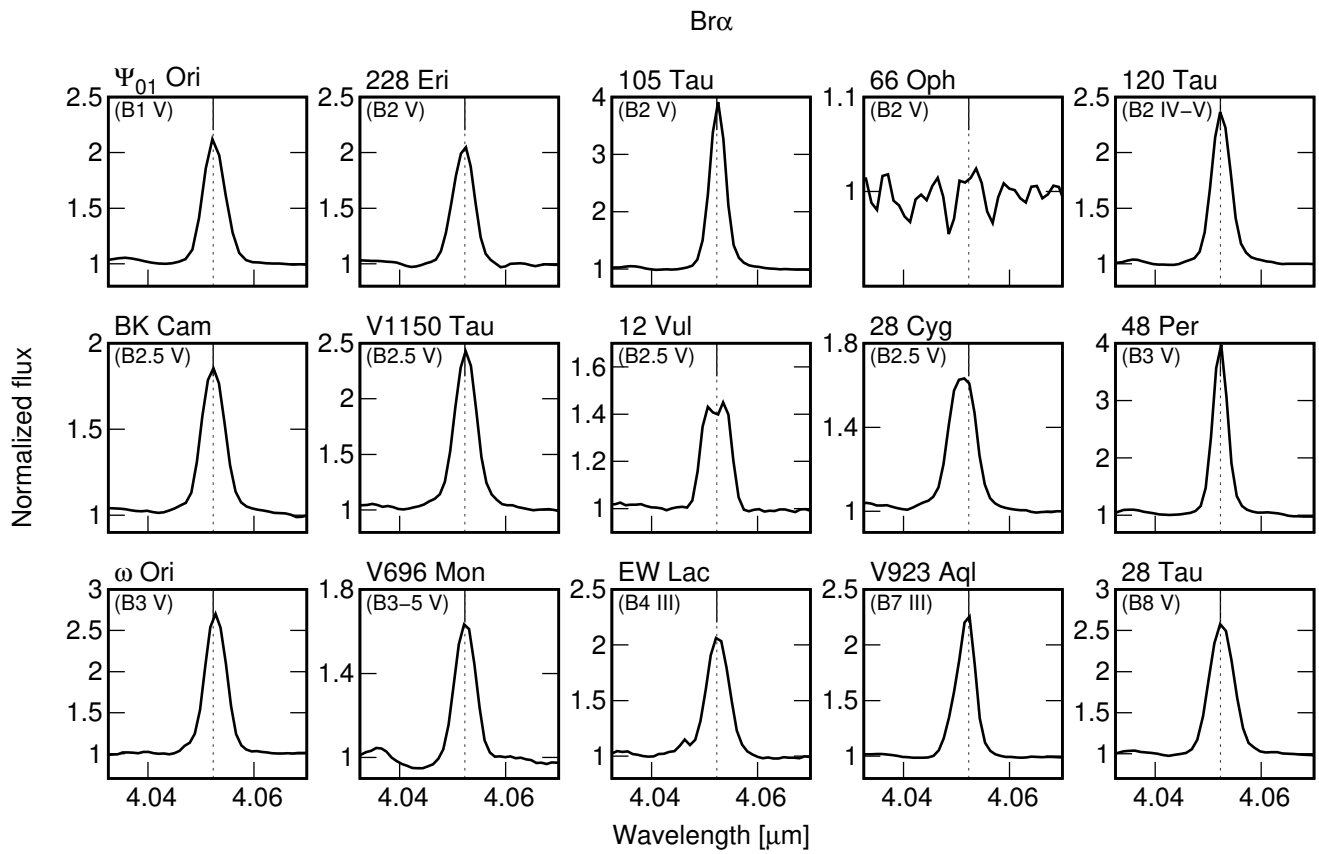 Brα
Ψ01 Ori 228 Eri 105 Tau 66 Oph 120 Tau
(B1 V) (B2 V) (B2 V) (B2 V) (B2 IV−V)
2.5 2.5 4 1.1 2.5
2 2 3 2
1.5 1.5 2 1 1.5
1 1 1 1
BK Cam V1150 Tau 12 Vul 28 Cyg 48 Per
(B2.5 V) (B2.5 V) (B2.5 V) (B2.5 V) (B3 V)
2 2.5 1.6 1.8 4
2 1.4 3
1.5 1.5 1.2 1.4 2
1 1 1 1 1
ω Ori V696 Mon EW Lac V923 Aql 28 Tau
(B3 V) (B3−5 V) (B4 III) (B7 III) (B8 V)
3 1.8 2.5 2.5 3
2.5 2 2 2.5
2 1.4 2
1.5 1.5 1.5 1.5
1 1 1 1 1
4.04 4.06 4.04 4.06 4.04 4.06 4.04 4.06 4.04 4.06
Normalized flux
Wavelength [μm]